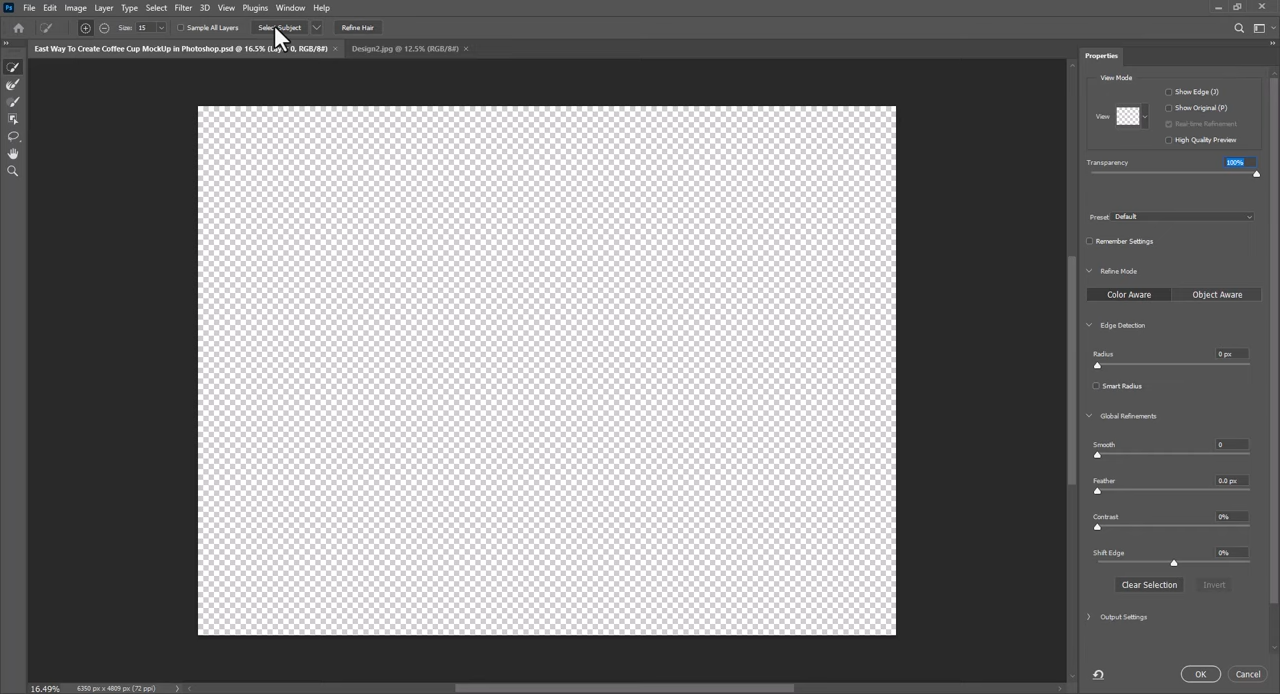 Ps File Edit Image Layer Type Select Filter 3D View Plugins Window Help
Size: 15 Sample All Layers Select Subject Refine Hair
East Way To Create Coffee Cup MockUp in Photoshop.psd @ 16.5% 0, RGB/8#) × Design2.jpg @ 12.5% (RGB/8#) ×
Properties
View Mode
Show Edge (J)
Show Original (P)
View
Real-time Refinement
High Quality Preview
Transparency 100%
Preset: Default
Remember Settings
Refine Mode
Color Aware Object Aware
Edge Detection
Radius 0 px
Smart Radius
Global Refinements
Smooth 0
Feather 0.0 px
Contrast 0%
Shift Edge 0%
Clear Selection Invert
Output Settings
OK Cancel
16.49% 6350 px x 4809 px (72 ppi)